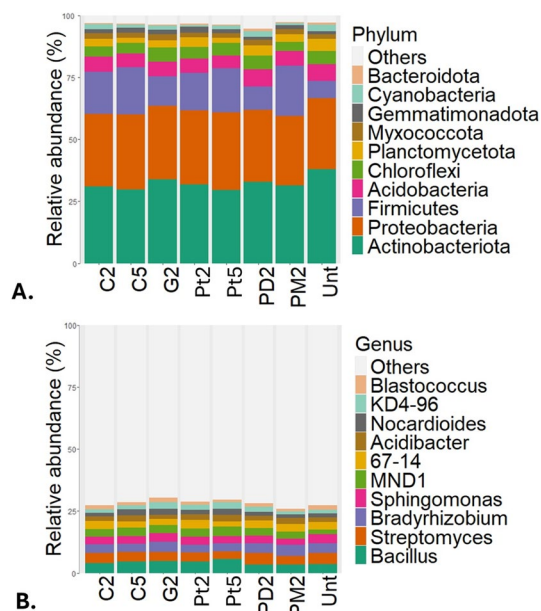 Relative abundance (%)
100
75
50
25
0
C2
C5
G2
Pt2
Pt5
PD2
PM2
Unt
Phylum
Others
Bacteroidota
Cyanobacteria
Gemmatimonadota
Myxococcota
Planctomycetota
Chloroflexi
Acidobacteria
Firmicutes
Proteobacteria
Actinobacteriota
A.
Relative abundance (%)
100
75
50
25
0
C2
C5
G2
Pt2
Pt5
PD2
PM2
Unt
Genus
Others
Blastococcus
KD4-96
Nocardioides
Acidibacter
67-14
MND1
Sphingomonas
Bradyrhizobium
Streptomyces
Bacillus
B.